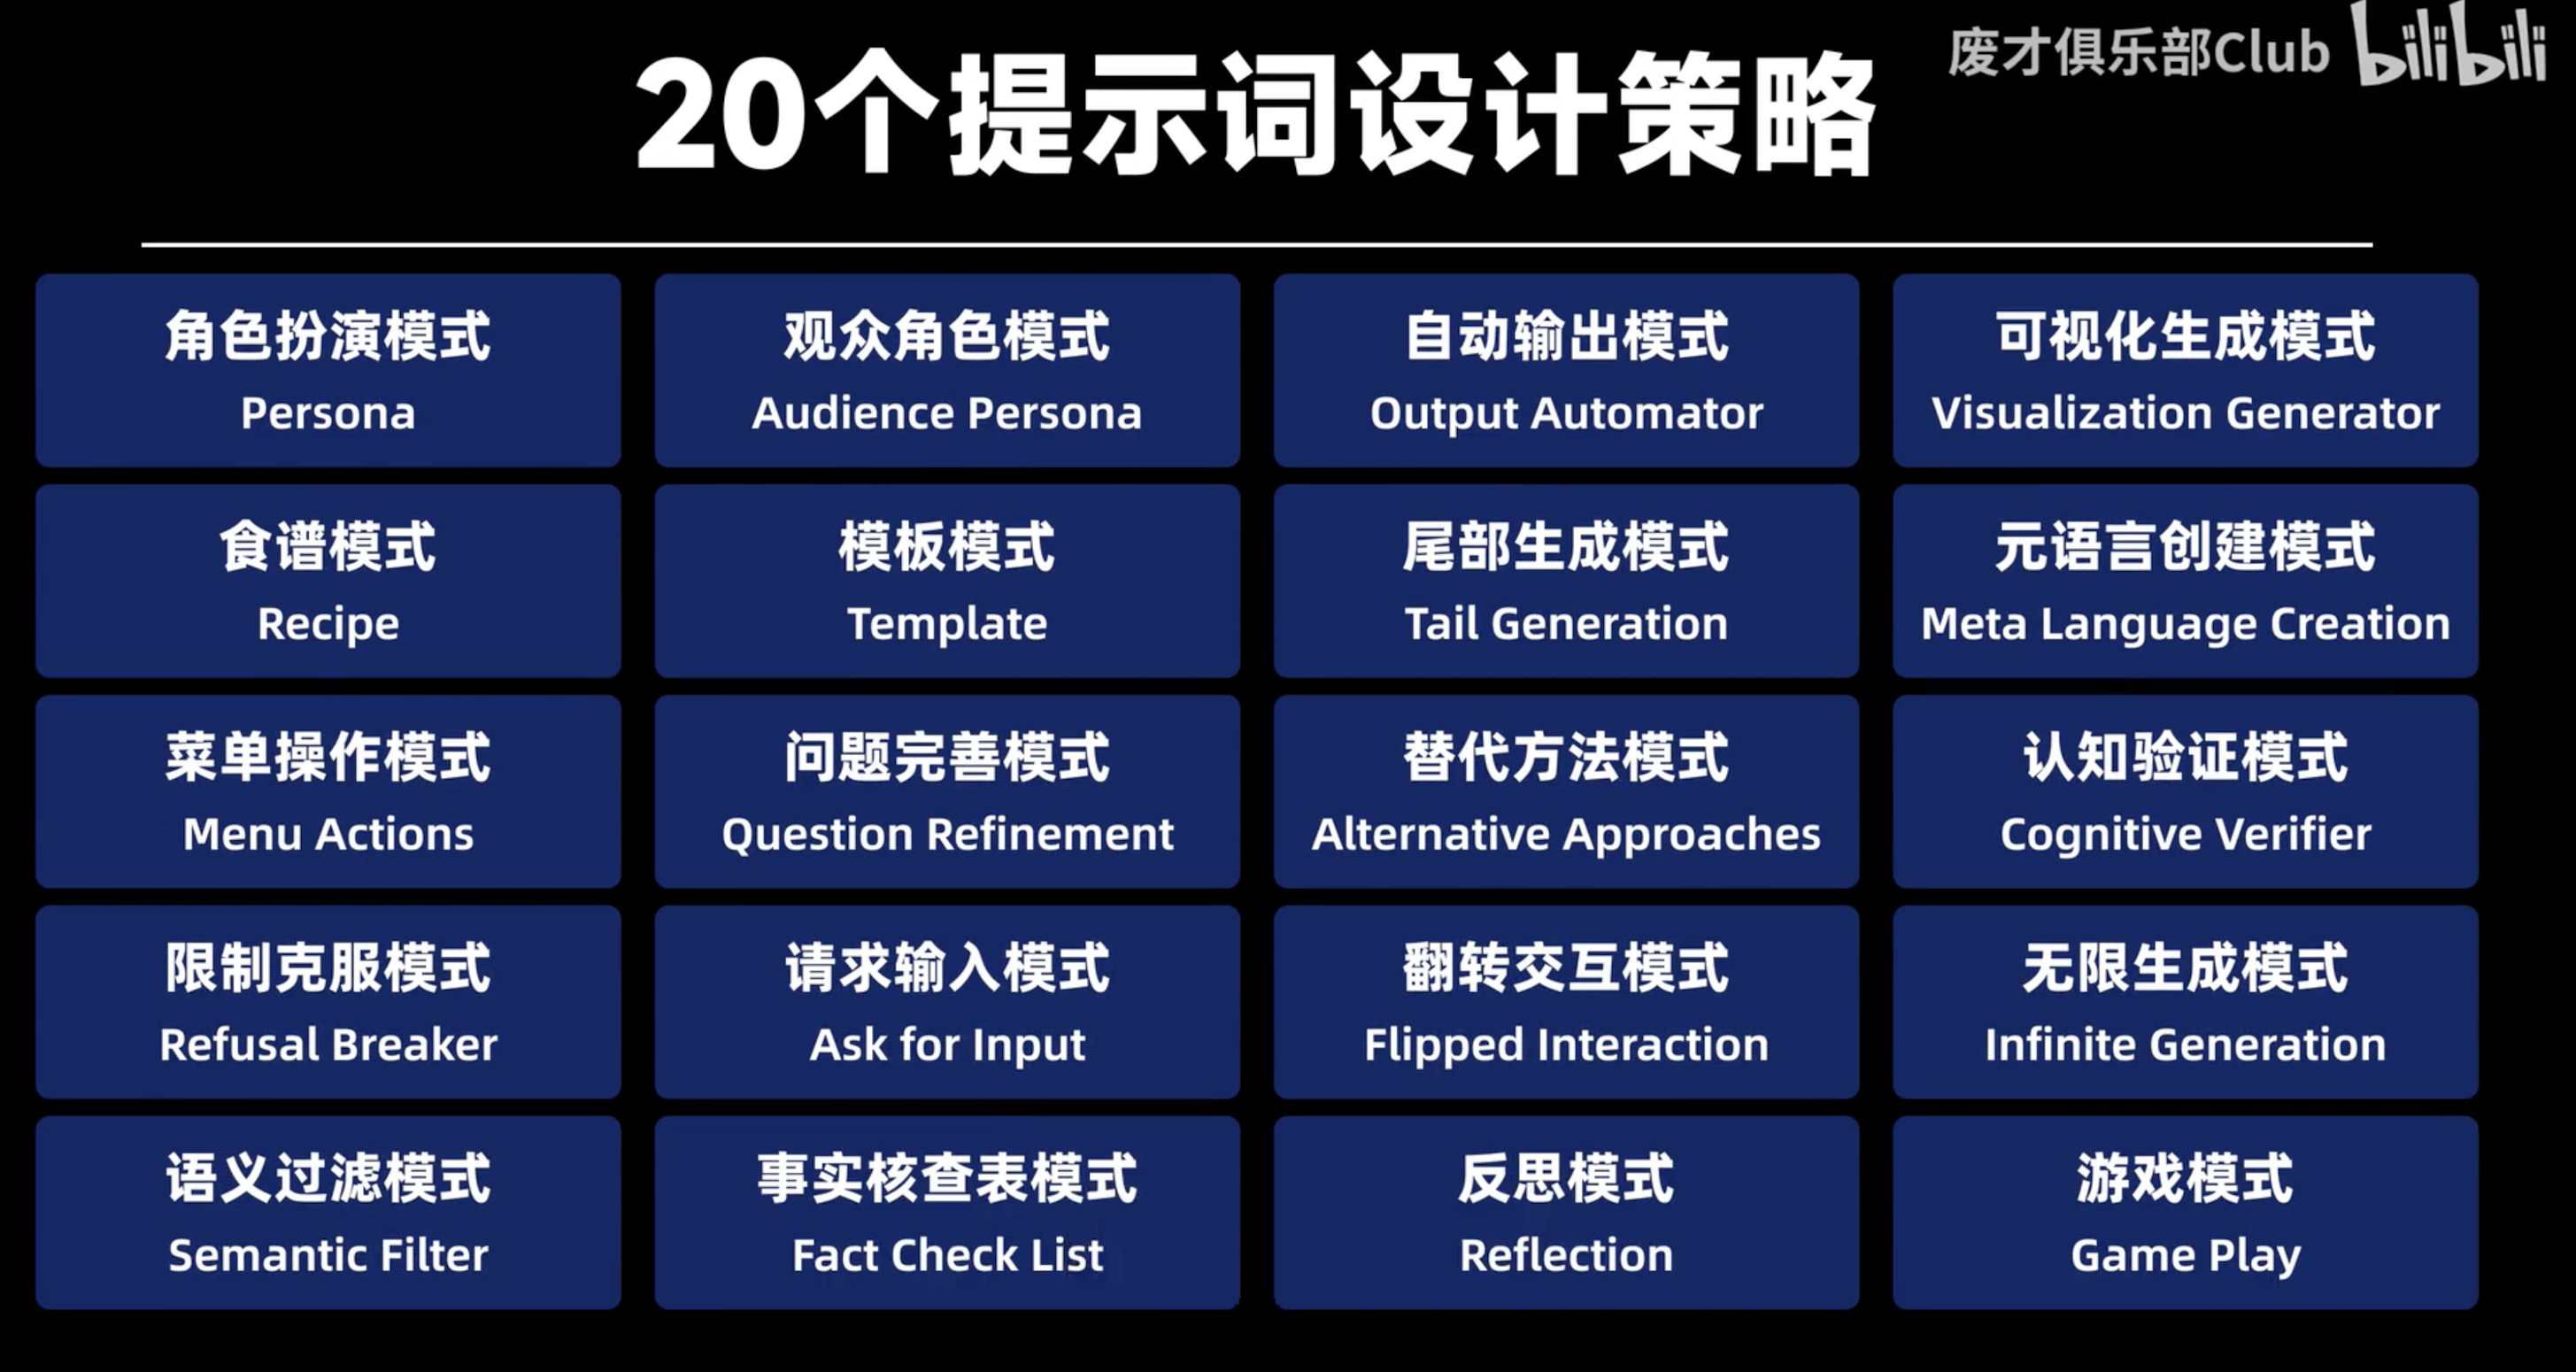 废才俱乐部Club bilibili
20个提示词设计策略
角色扮演模式
Persona
观众角色模式
Audience Persona
自动输出模式
Output Automator
可视化生成模式
Visualization Generator
食谱模式
Recipe
模板模式
Template
尾部生成模式
Tail Generation
元语言创建模式
Meta Language Creation
菜单操作模式
Menu Actions
问题完善模式
Question Refinement
替代方法模式
Alternative Approaches
认知验证模式
Cognitive Verifier
限制克服模式
Refusal Breaker
请求输入模式
Ask for Input
翻转交互模式
Flipped Interaction
无限生成模式
Infinite Generation
语义过滤模式
Semantic Filter
事实核查表模式
Fact Check List
反思模式
Reflection
游戏模式
Game Play